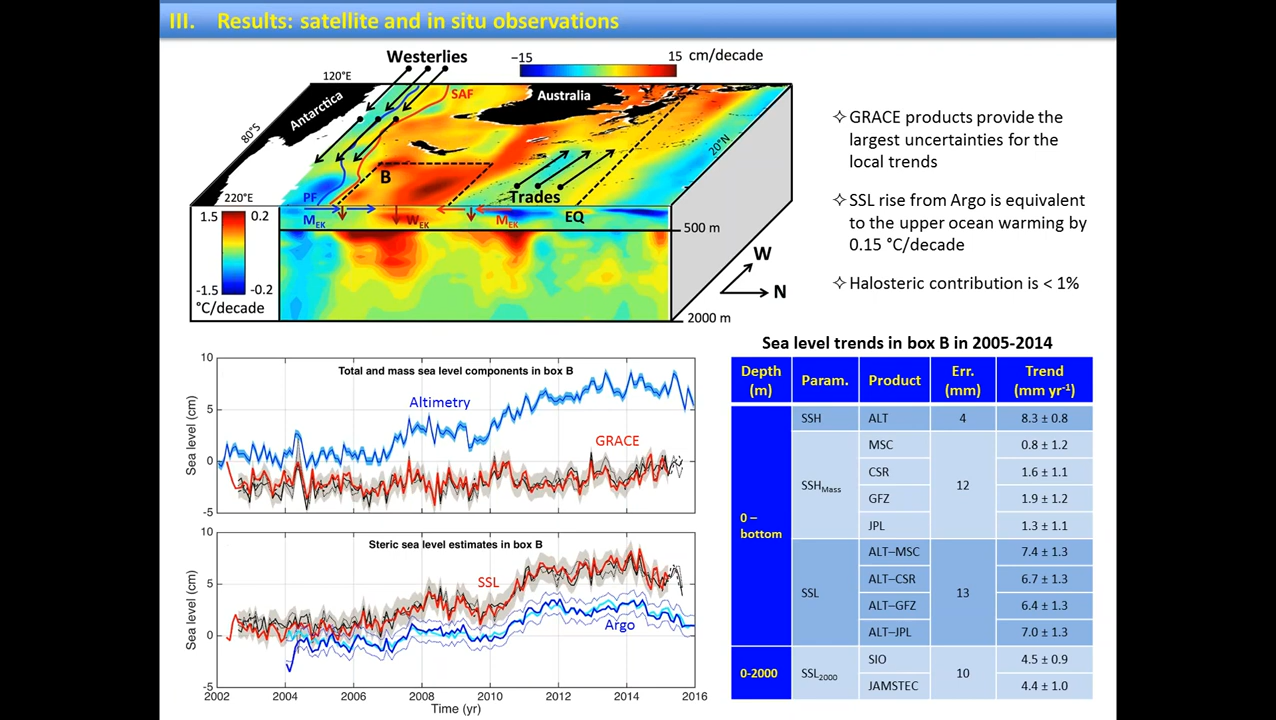 III. Results: satellite and in situ observations
Westerlies
−15
15 cm/decade
120°E
SAF
Australia
Antarctica
80°S
20°N
B
PF
Trades
220°E
1.5
0.2
-1.5
-0.2
°C/decade
M_EK
W_EK
M_EK
EQ
500 m
W
N
2000 m
✧GRACE products provide the
largest uncertainties for the
local trends
✧SSL rise from Argo is equivalent
to the upper ocean warming by
0.15 °C/decade
✧Halosteric contribution is < 1%
10
5
0
-5
Sea level (cm)
Total and mass sea level components in box B
Altimetry
GRACE
10
5
0
-5
Sea level (cm)
Steric sea level estimates in box B
SSL
Argo
2002 2004 2006 2008 2010 2012 2014 2016
Time (yr)
Sea level trends in box B in 2005-2014
Depth (m) Param. Product Err. (mm) Trend (mm yr⁻¹)
0 – bottom SSH ALT 4 8.3 ± 0.8
SSH_Mass MSC 12 0.8 ± 1.2
CSR 1.6 ± 1.1
GFZ 1.9 ± 1.2
JPL 1.3 ± 1.1
SSL ALT–MSC 13 7.4 ± 1.3
ALT–CSR 6.7 ± 1.3
ALT–GFZ 6.4 ± 1.3
ALT–JPL 7.0 ± 1.3
0-2000 SSL_2000 SIO 10 4.5 ± 0.9
JAMSTEC 4.4 ± 1.0